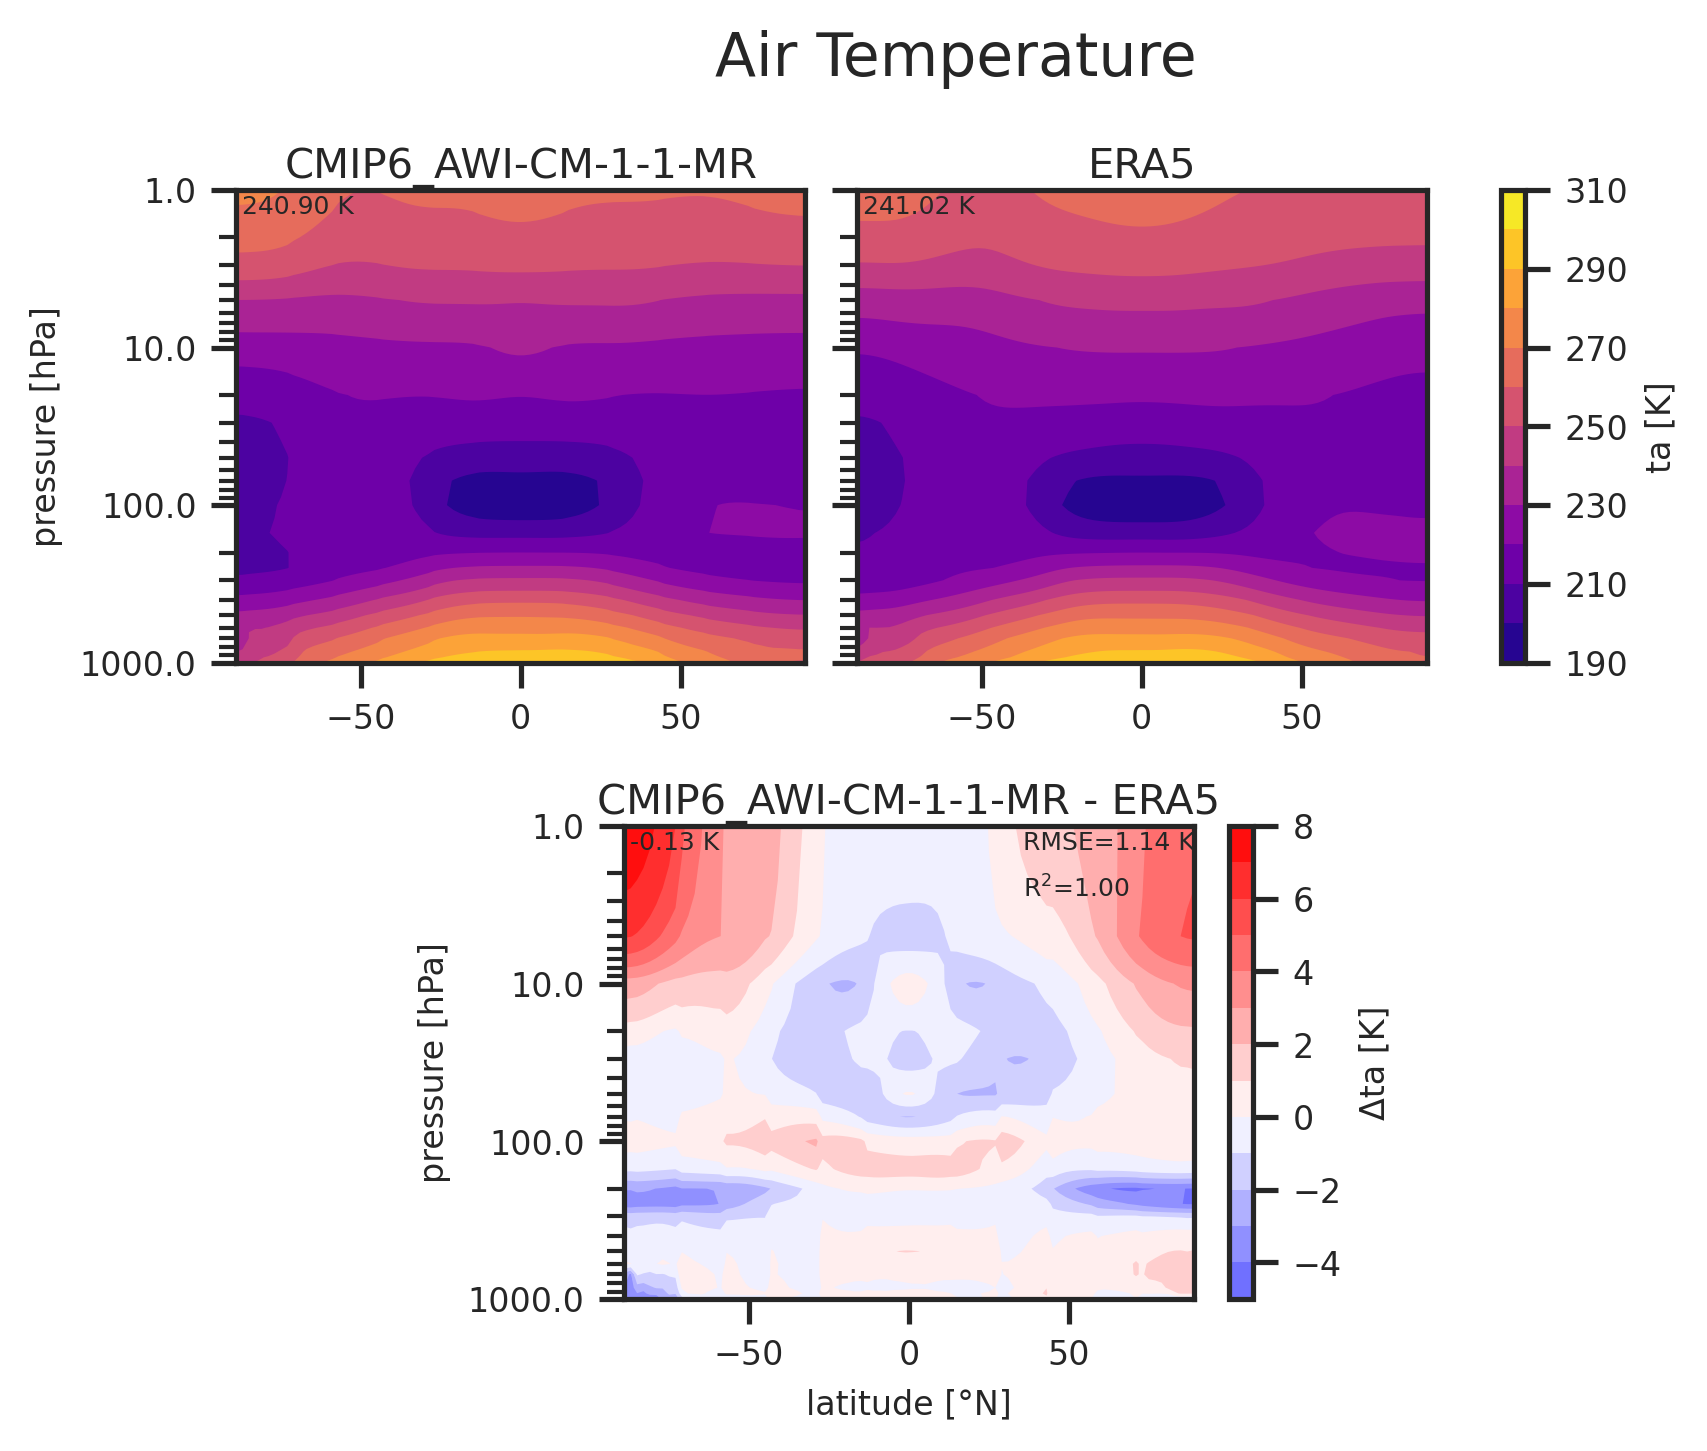 Air Temperature
CMIP6_AWI-CM-1-1-MR
ERA5
240.90 K
241.02 K
1.0
10.0
100.0
1000.0
pressure [hPa]
−50 0 50
−50 0 50
310
290
270
250
230
210
190
ta [K]
CMIP6_AWI-CM-1-1-MR - ERA5
-0.13 K
RMSE=1.14 K
R²=1.00
1.0
10.0
100.0
1000.0
pressure [hPa]
−50 0 50
latitude [°N]
8
6
4
2
0
−2
−4
Δta [K]